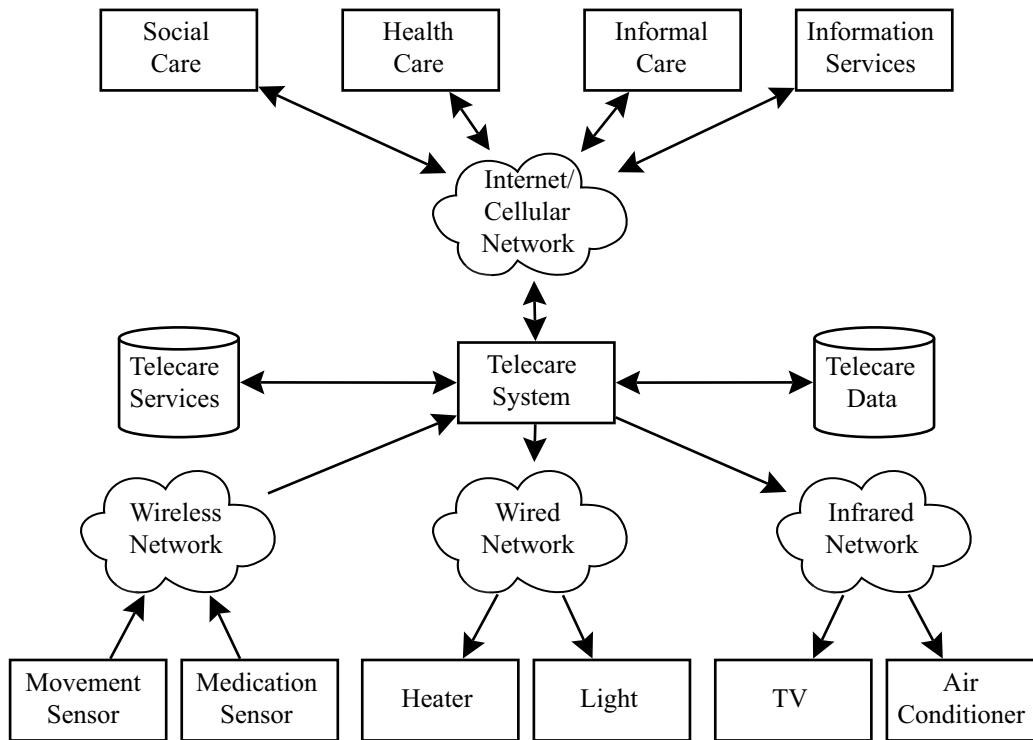 Social
Care
Health
Care
Informal
Care
Information
Services
Internet/
Cellular
Network
Telecare
Services
Telecare
System
Telecare
Data
Wireless
Network
Wired
Network
Infrared
Network
Movement
Sensor
Medication
Sensor
Heater
Light
TV
Air
Conditioner